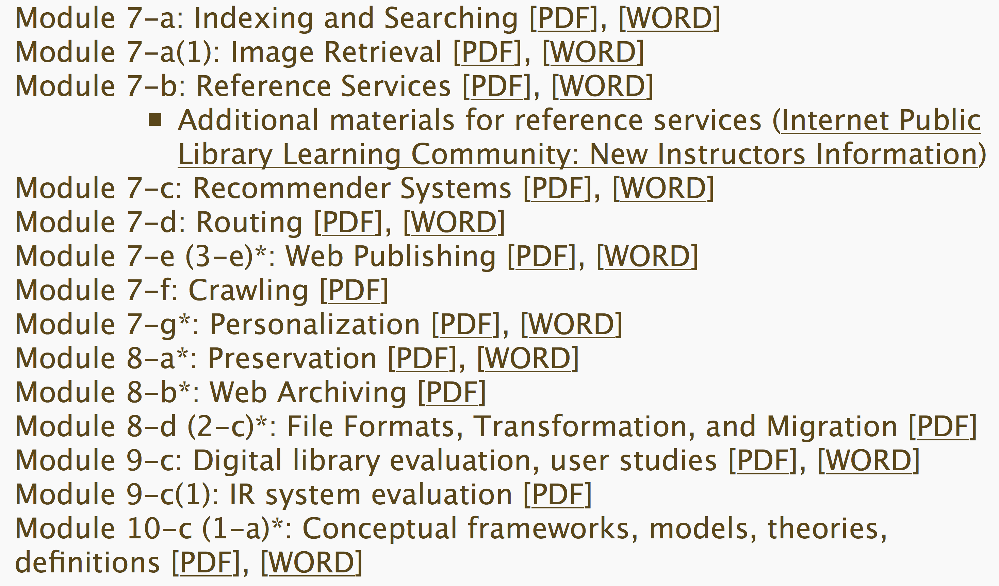 Module 7-a: Indexing and Searching [PDF], [WORD]
Module 7-a(1): Image Retrieval [PDF], [WORD]
Module 7-b: Reference Services [PDF], [WORD]
■ Additional materials for reference services (Internet Public
Library Learning Community: New Instructors Information)
Module 7-c: Recommender Systems [PDF], [WORD]
Module 7-d: Routing [PDF], [WORD]
Module 7-e (3-e)*: Web Publishing [PDF], [WORD]
Module 7-f: Crawling [PDF]
Module 7-g*: Personalization [PDF], [WORD]
Module 8-a*: Preservation [PDF], [WORD]
Module 8-b*: Web Archiving [PDF]
Module 8-d (2-c)*: File Formats, Transformation, and Migration [PDF]
Module 9-c: Digital library evaluation, user studies [PDF], [WORD]
Module 9-c(1): IR system evaluation [PDF]
Module 10-c (1-a)*: Conceptual frameworks, models, theories,
definitions [PDF], [WORD]